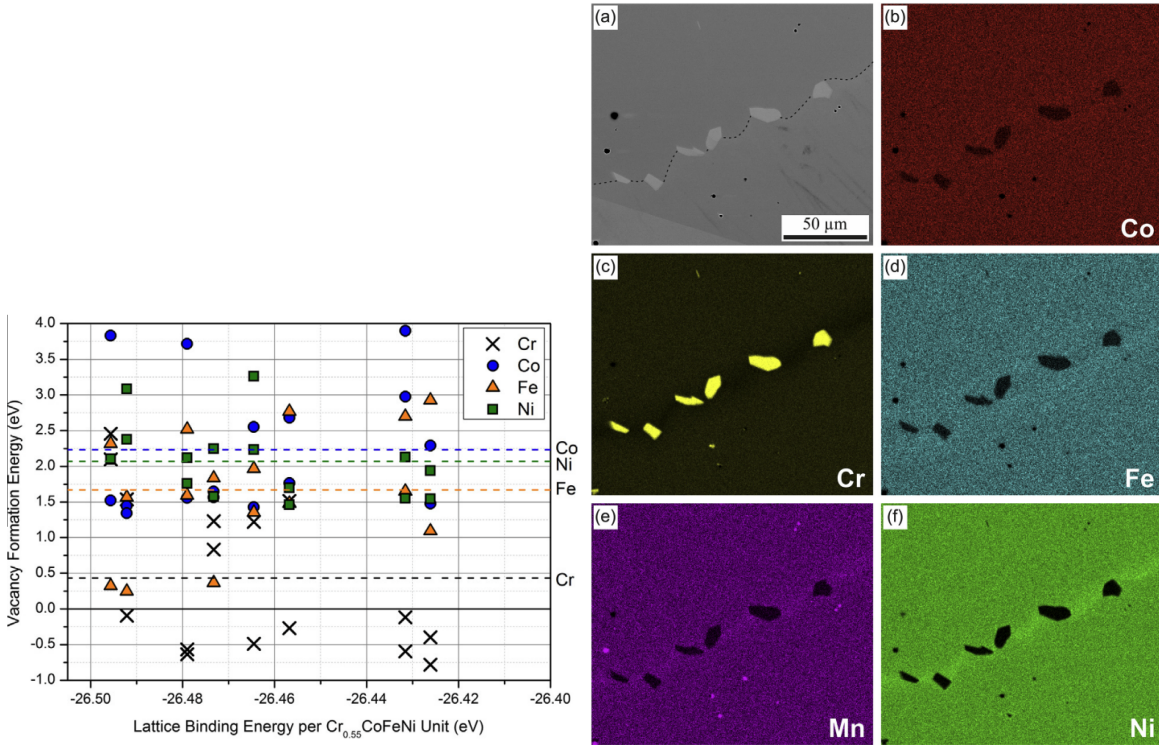 4.0
3.5
3.0
2.5
2.0
1.5
1.0
0.5
0.0
-0.5
-1.0
Vacancy Formation Energy (eV)
Cr
Co
Fe
Ni
Co
Ni
Fe
Cr
-26.50 -26.48 -26.46 -26.44 -26.42 -26.40
Lattice Binding Energy per Cr0.55CoFeNi Unit (eV)
(a)
50 µm
(b)
Co
(c)
Cr
(d)
Fe
(e)
Mn
(f)
Ni